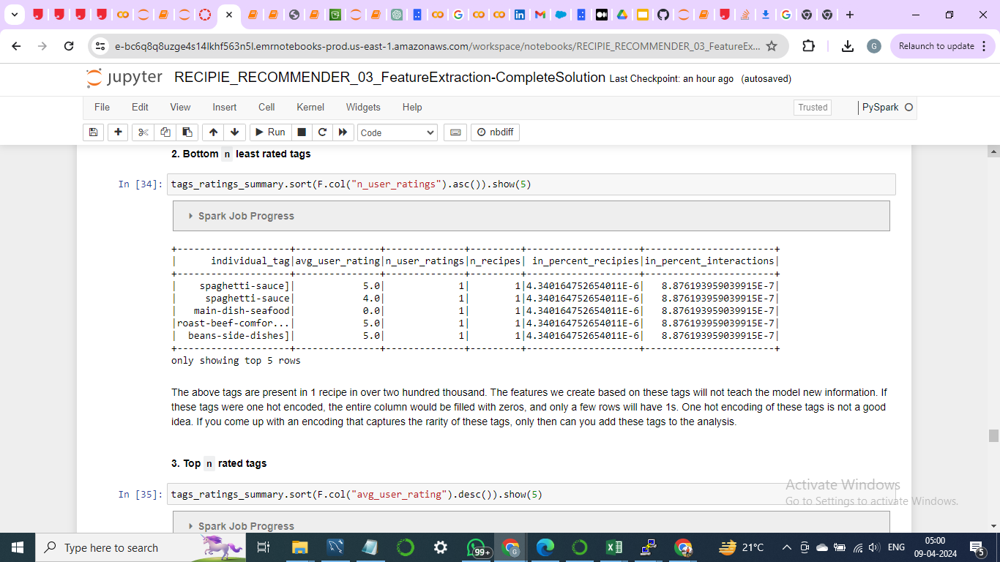 e-bc6q8q8uzge4s14lkhf563n5l.emrnotebooks-prod.us-east-1.amazonaws.com/workspace/notebooks/RECIPIE_RECOMMENDER_03_FeatureEx...
G
Relaunch to update
jupyter RECIPIE_RECOMMENDER_03_FeatureExtraction-CompleteSolution Last Checkpoint: an hour ago (autosaved)
File Edit View Insert Cell Kernel Widgets Help Trusted PySpark
Run Code nbdiff
2. Bottom n least rated tags
In [34]: tags_ratings_summary.sort(F.col("n_user_ratings").asc()).show(5)
Spark Job Progress
+--------------------+---------------+--------------+---------+--------------------+-----------------------+
| individual_tag|avg_user_rating|n_user_ratings|n_recipes| in_percent_recipies|in_percent_interactions|
+--------------------+---------------+--------------+---------+--------------------+-----------------------+
| spaghetti-sauce]| 5.0| 1| 1|4.340164752654011E-6| 8.876193959039915E-7|
| spaghetti-sauce| 4.0| 1| 1|4.340164752654011E-6| 8.876193959039915E-7|
| main-dish-seafood| 0.0| 1| 1|4.340164752654011E-6| 8.876193959039915E-7|
|roast-beef-comfor...| 5.0| 1| 1|4.340164752654011E-6| 8.876193959039915E-7|
| beans-side-dishes]| 5.0| 1| 1|4.340164752654011E-6| 8.876193959039915E-7|
+--------------------+---------------+--------------+---------+--------------------+-----------------------+
only showing top 5 rows
The above tags are present in 1 recipe in over two hundred thousand. The features we create based on these tags will not teach the model new information. If
these tags were one hot encoded, the entire column would be filled with zeros, and only a few rows will have 1s. One hot encoding of these tags is not a good
idea. If you come up with an encoding that captures the rarity of these tags, only then can you add these tags to the analysis.
3. Top n rated tags
In [35]: tags_ratings_summary.sort(F.col("avg_user_rating").desc()).show(5)
Spark Job Progress
Activate Windows
Go to Settings to activate Windows.
Type here to search
99+
21°C
ENG
05:00
09-04-2024
5